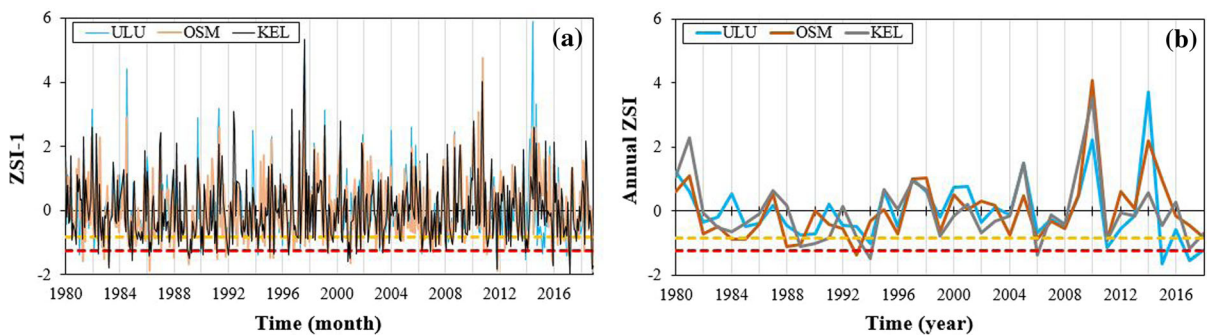 ULU OSM KEL (a)
6
4
2
0
-2
ZSI-1
1980 1984 1988 1992 1996 2000 2004 2008 2012 2016
Time (month)
ULU OSM KEL (b)
6
4
2
0
-2
Annual ZSI
1980 1984 1988 1992 1996 2000 2004 2008 2012 2016
Time (year)